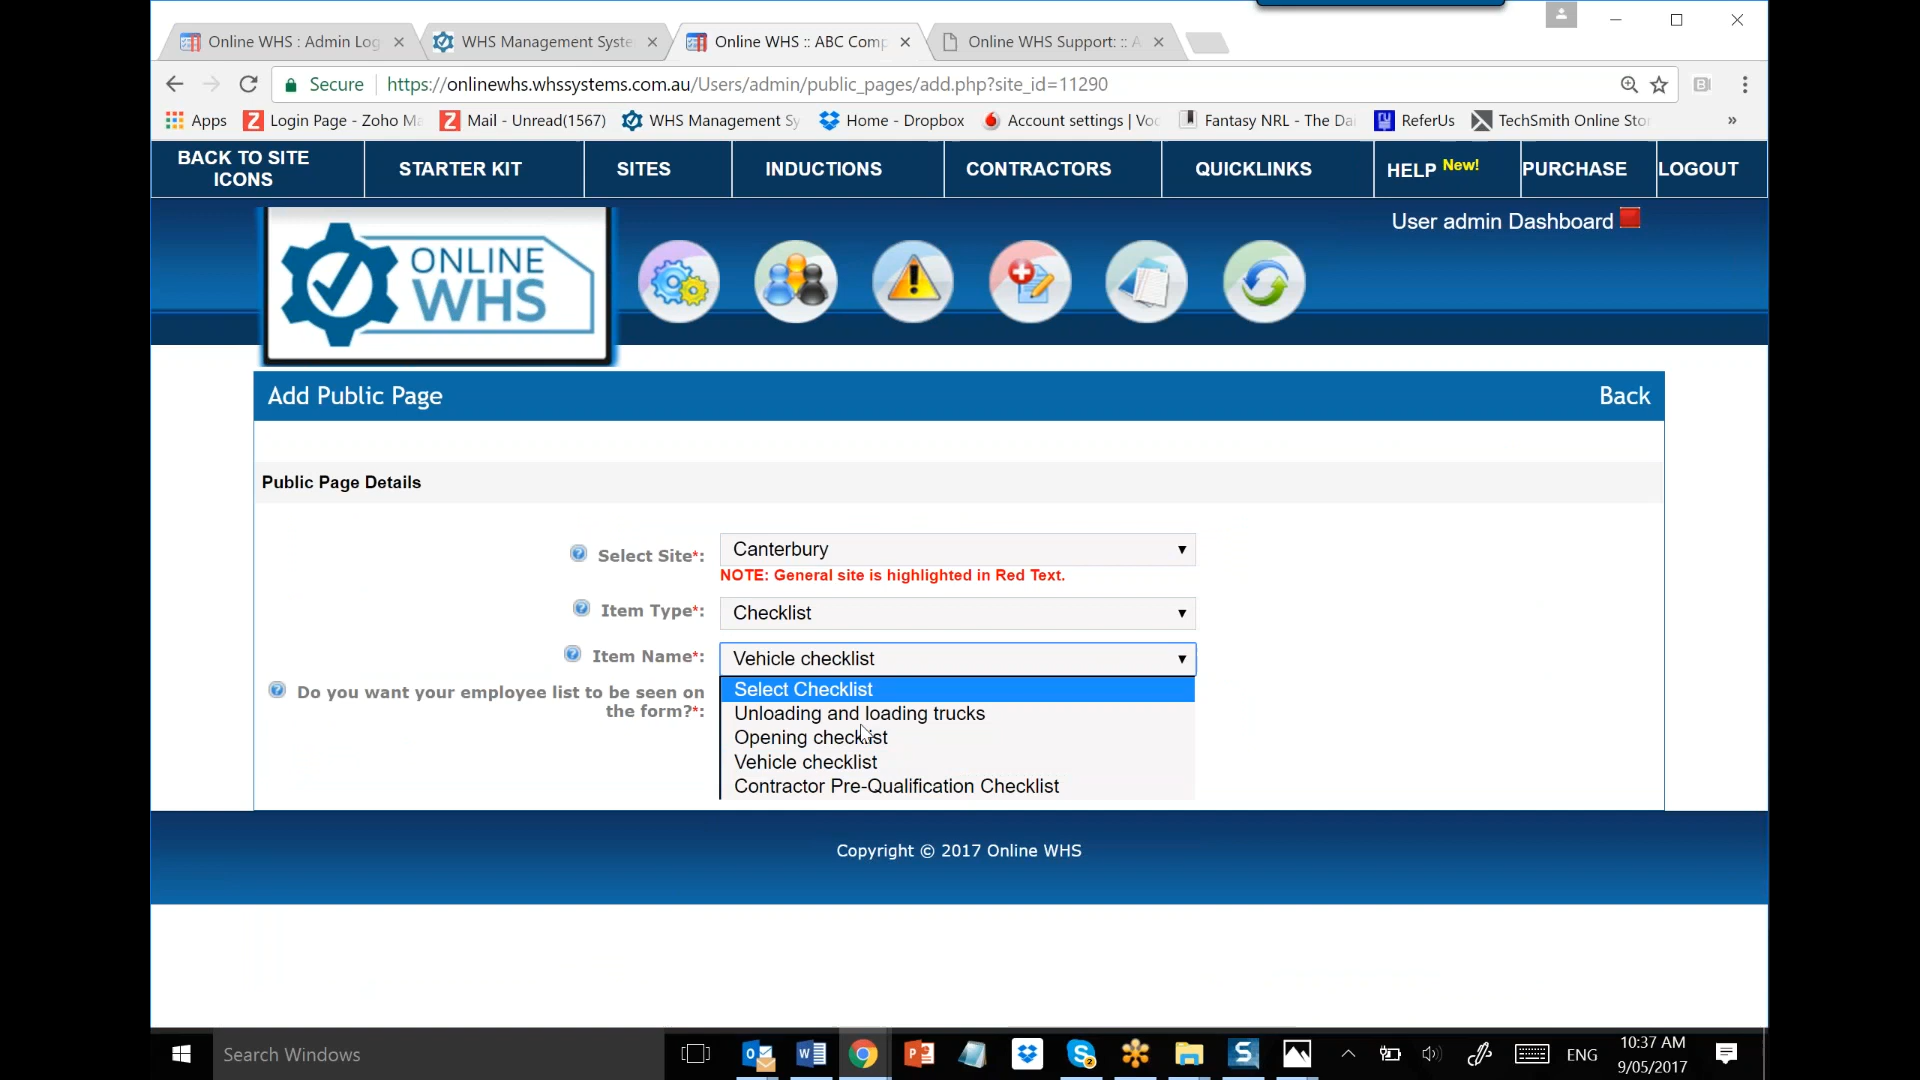 Online WHS : Admin Log
WHS Management Syste
Online WHS :: ABC Comp
Online WHS Support: :: A
Secure
https://onlinewhs.whssystems.com.au/Users/admin/public_pages/add.php?site_id=11290
Apps
Login Page - Zoho Ma
Mail - Unread(1567)
WHS Management Sy
Home - Dropbox
Account settings | Voc
Fantasy NRL - The Dai
ReferUs
TechSmith Online Stor
»
BACK TO SITE
ICONS
STARTER KIT
SITES
INDUCTIONS
CONTRACTORS
QUICKLINKS
HELP New!
PURCHASE
LOGOUT
User admin Dashboard
ONLINE
WHS
Add Public Page
Back
Public Page Details
Select Site*:
Canterbury
NOTE: General site is highlighted in Red Text.
Item Type*:
Checklist
Item Name*:
Vehicle checklist
Do you want your employee list to be seen on
the form?*:
Select Checklist
Unloading and loading trucks
Opening checklist
Vehicle checklist
Contractor Pre-Qualification Checklist
Copyright © 2017 Online WHS
Search Windows
ENG
10:37 AM
9/05/2017